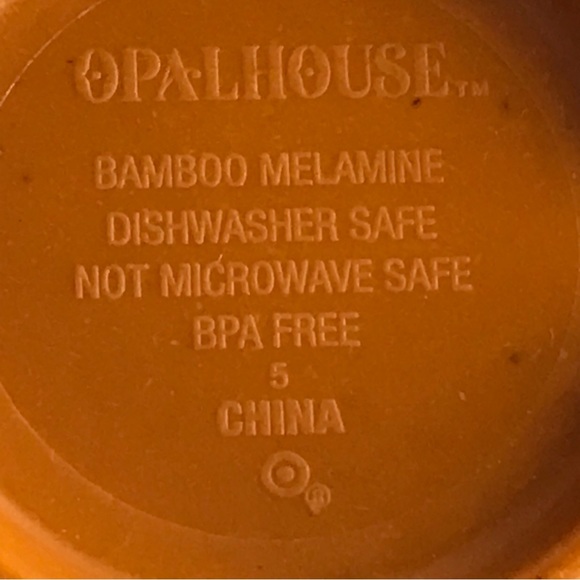 OPALHOUSE™
BAMBOO MELAMINE
DISHWASHER SAFE
NOT MICROWAVE SAFE
BPA FREE
5
CHINA
®